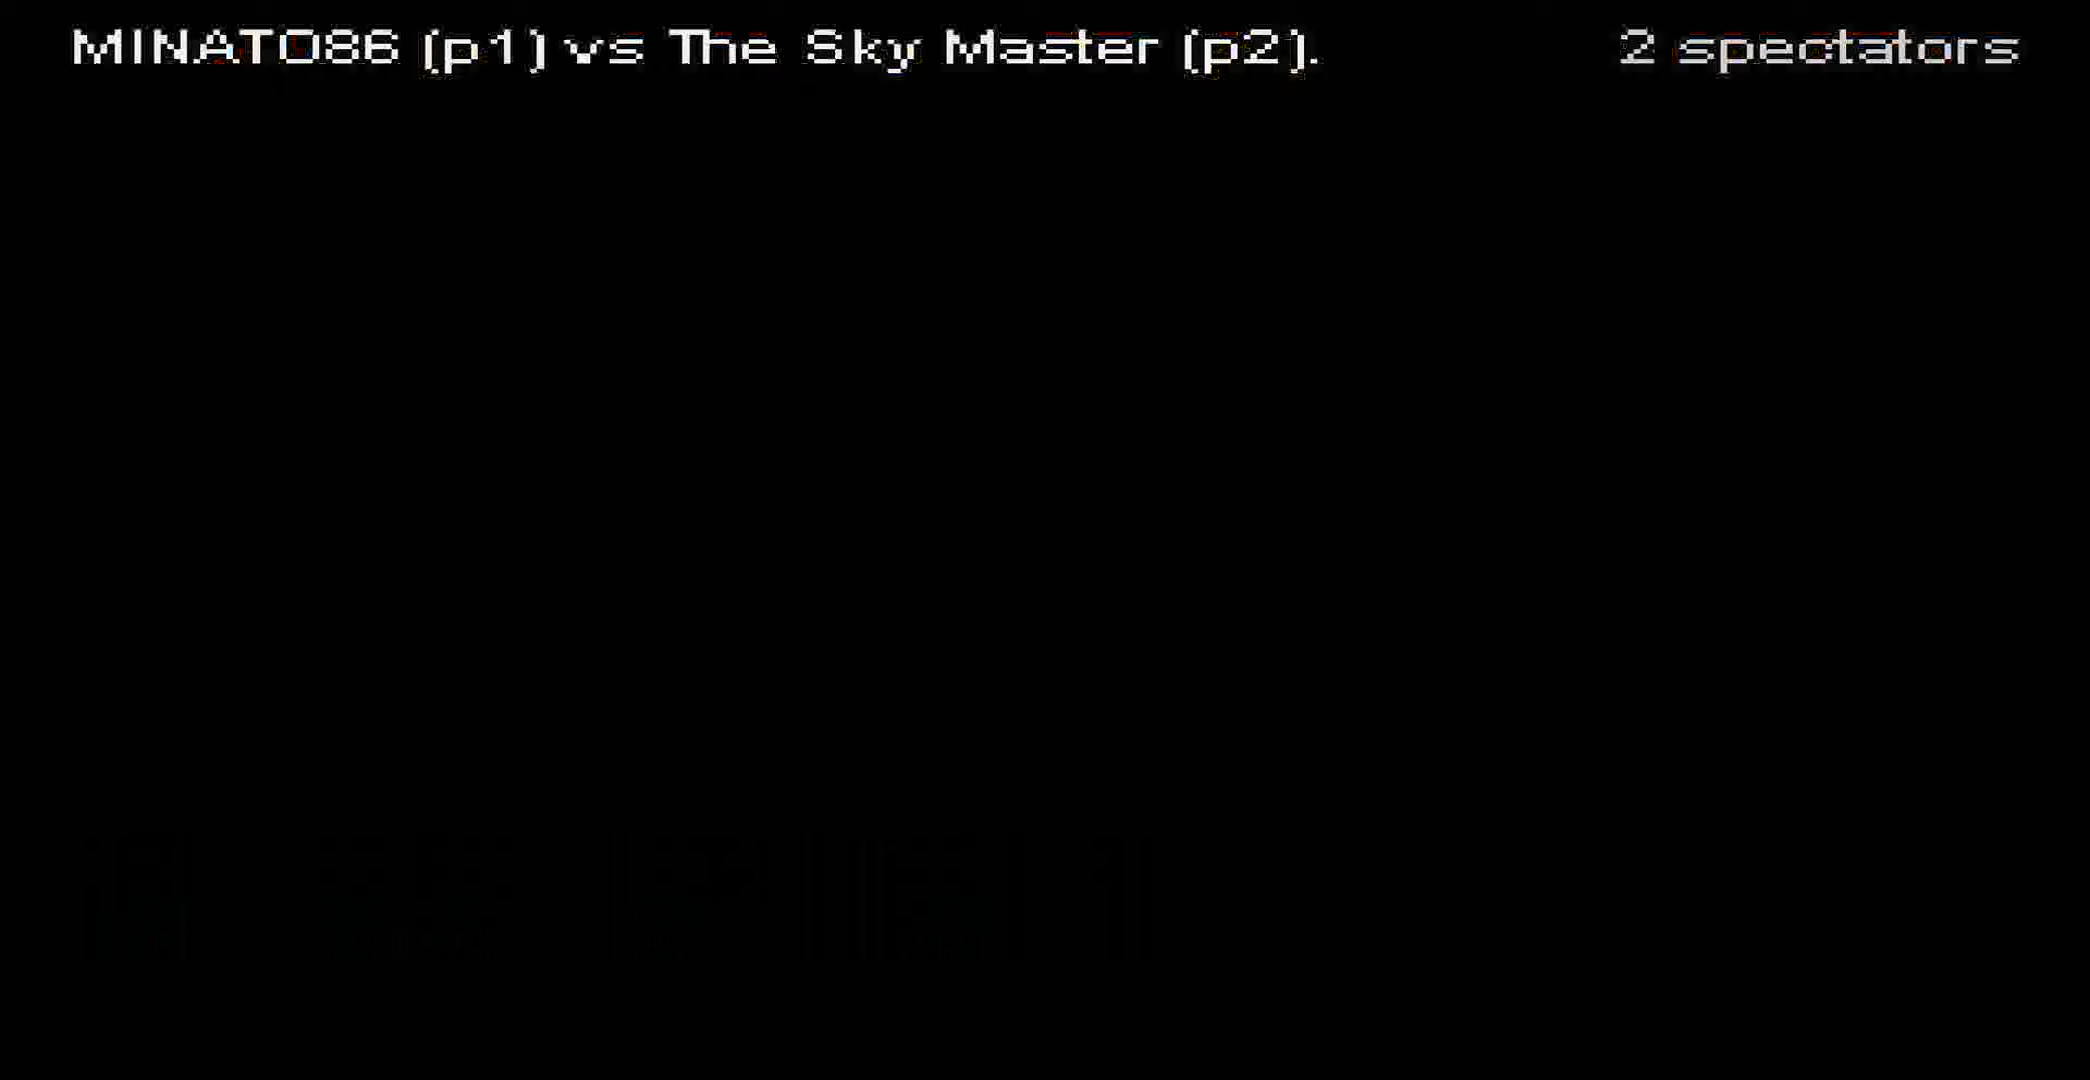 MINATO86 (p1) vs The Sky Master (p2).
2 spectators